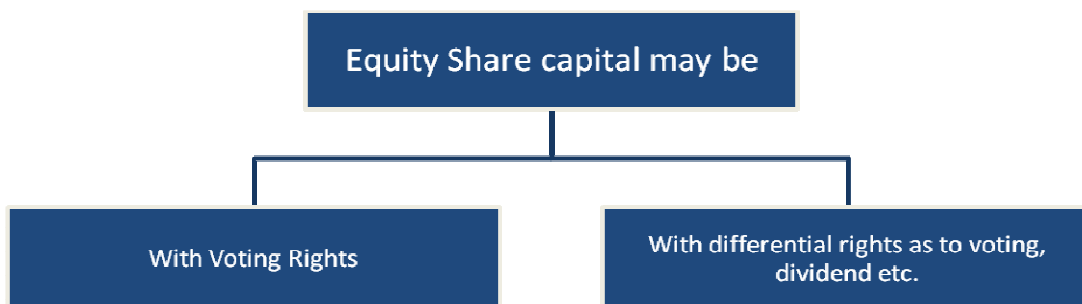 Equity Share capital may be
With Voting Rights
With differential rights as to voting,
dividend etc.